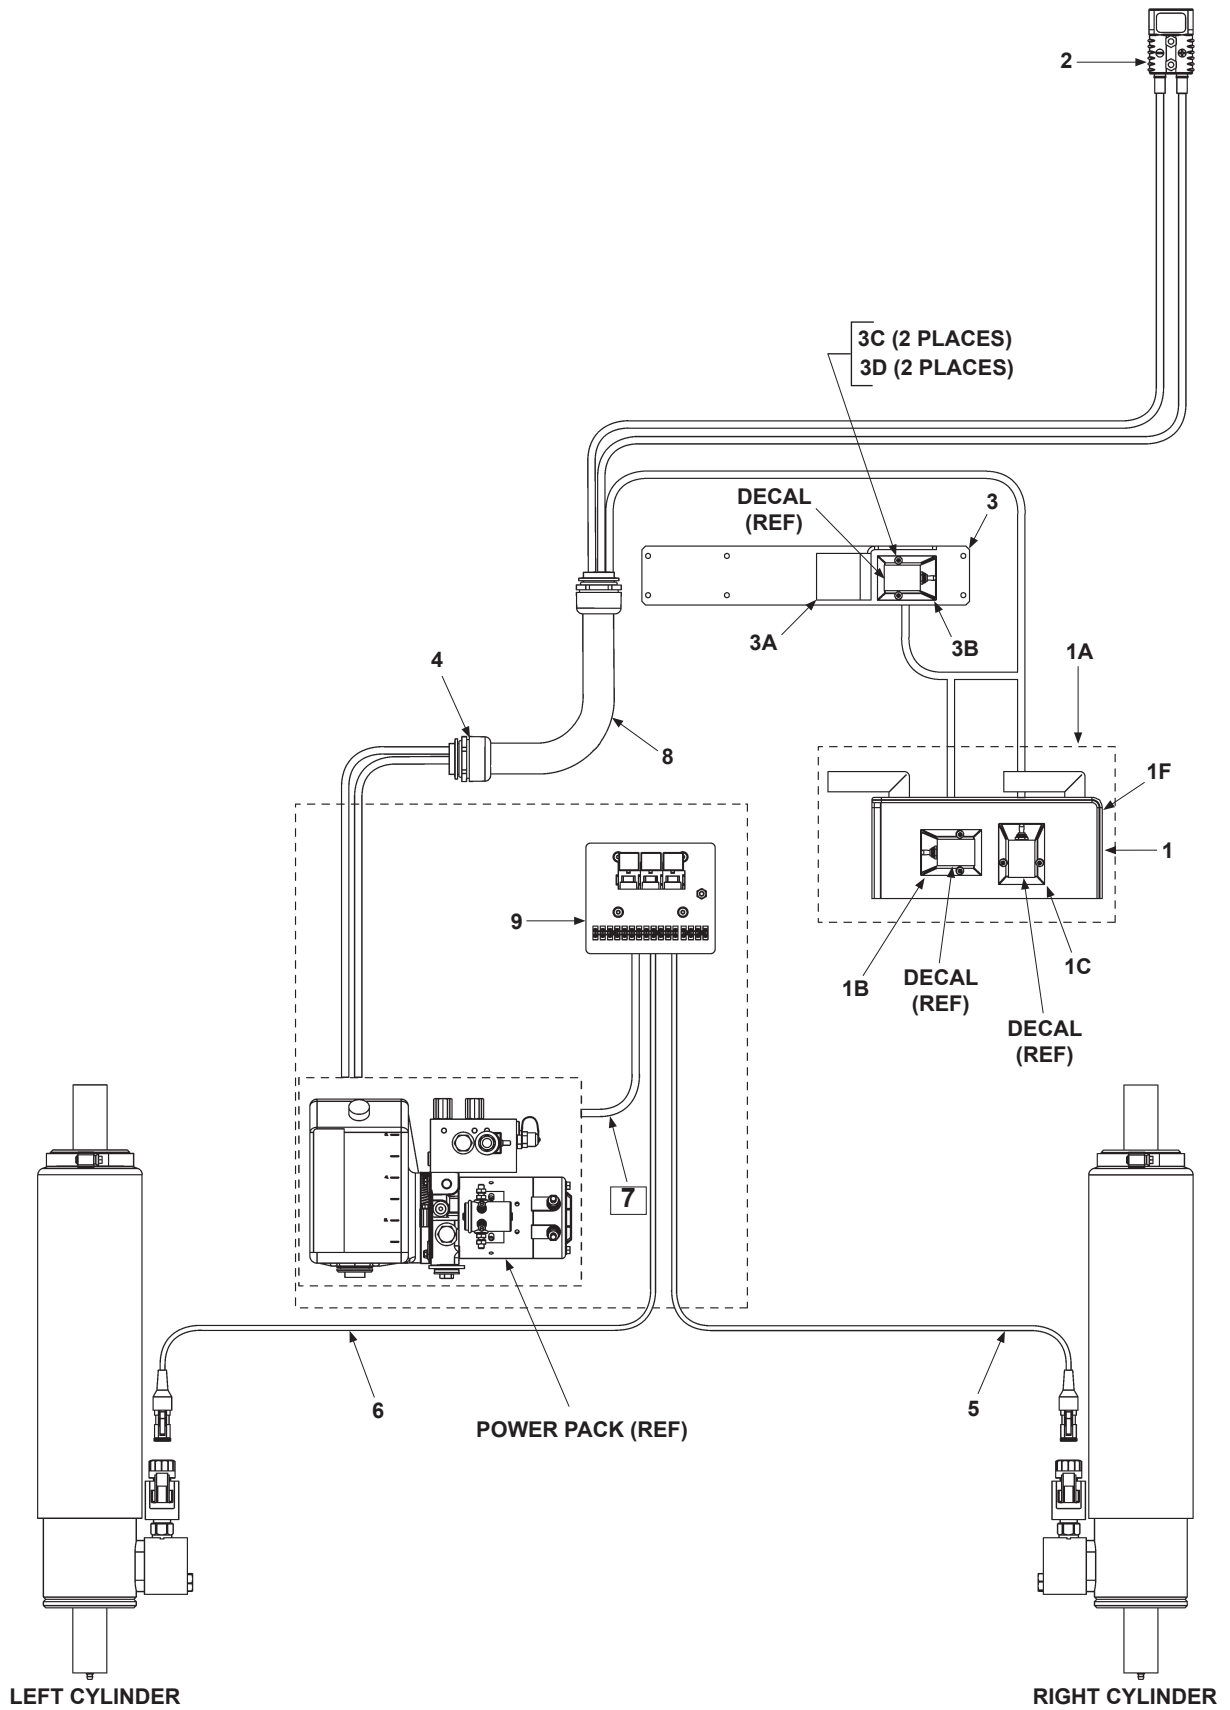 2
3C (2 PLACES)
3D (2 PLACES)
DECAL
(REF)
3
3A
3B
1A
4
8
1F
1
9
1B
DECAL
(REF)
1C
DECAL
(REF)
7
6
5
POWER PACK (REF)
LEFT CYLINDER
RIGHT CYLINDER